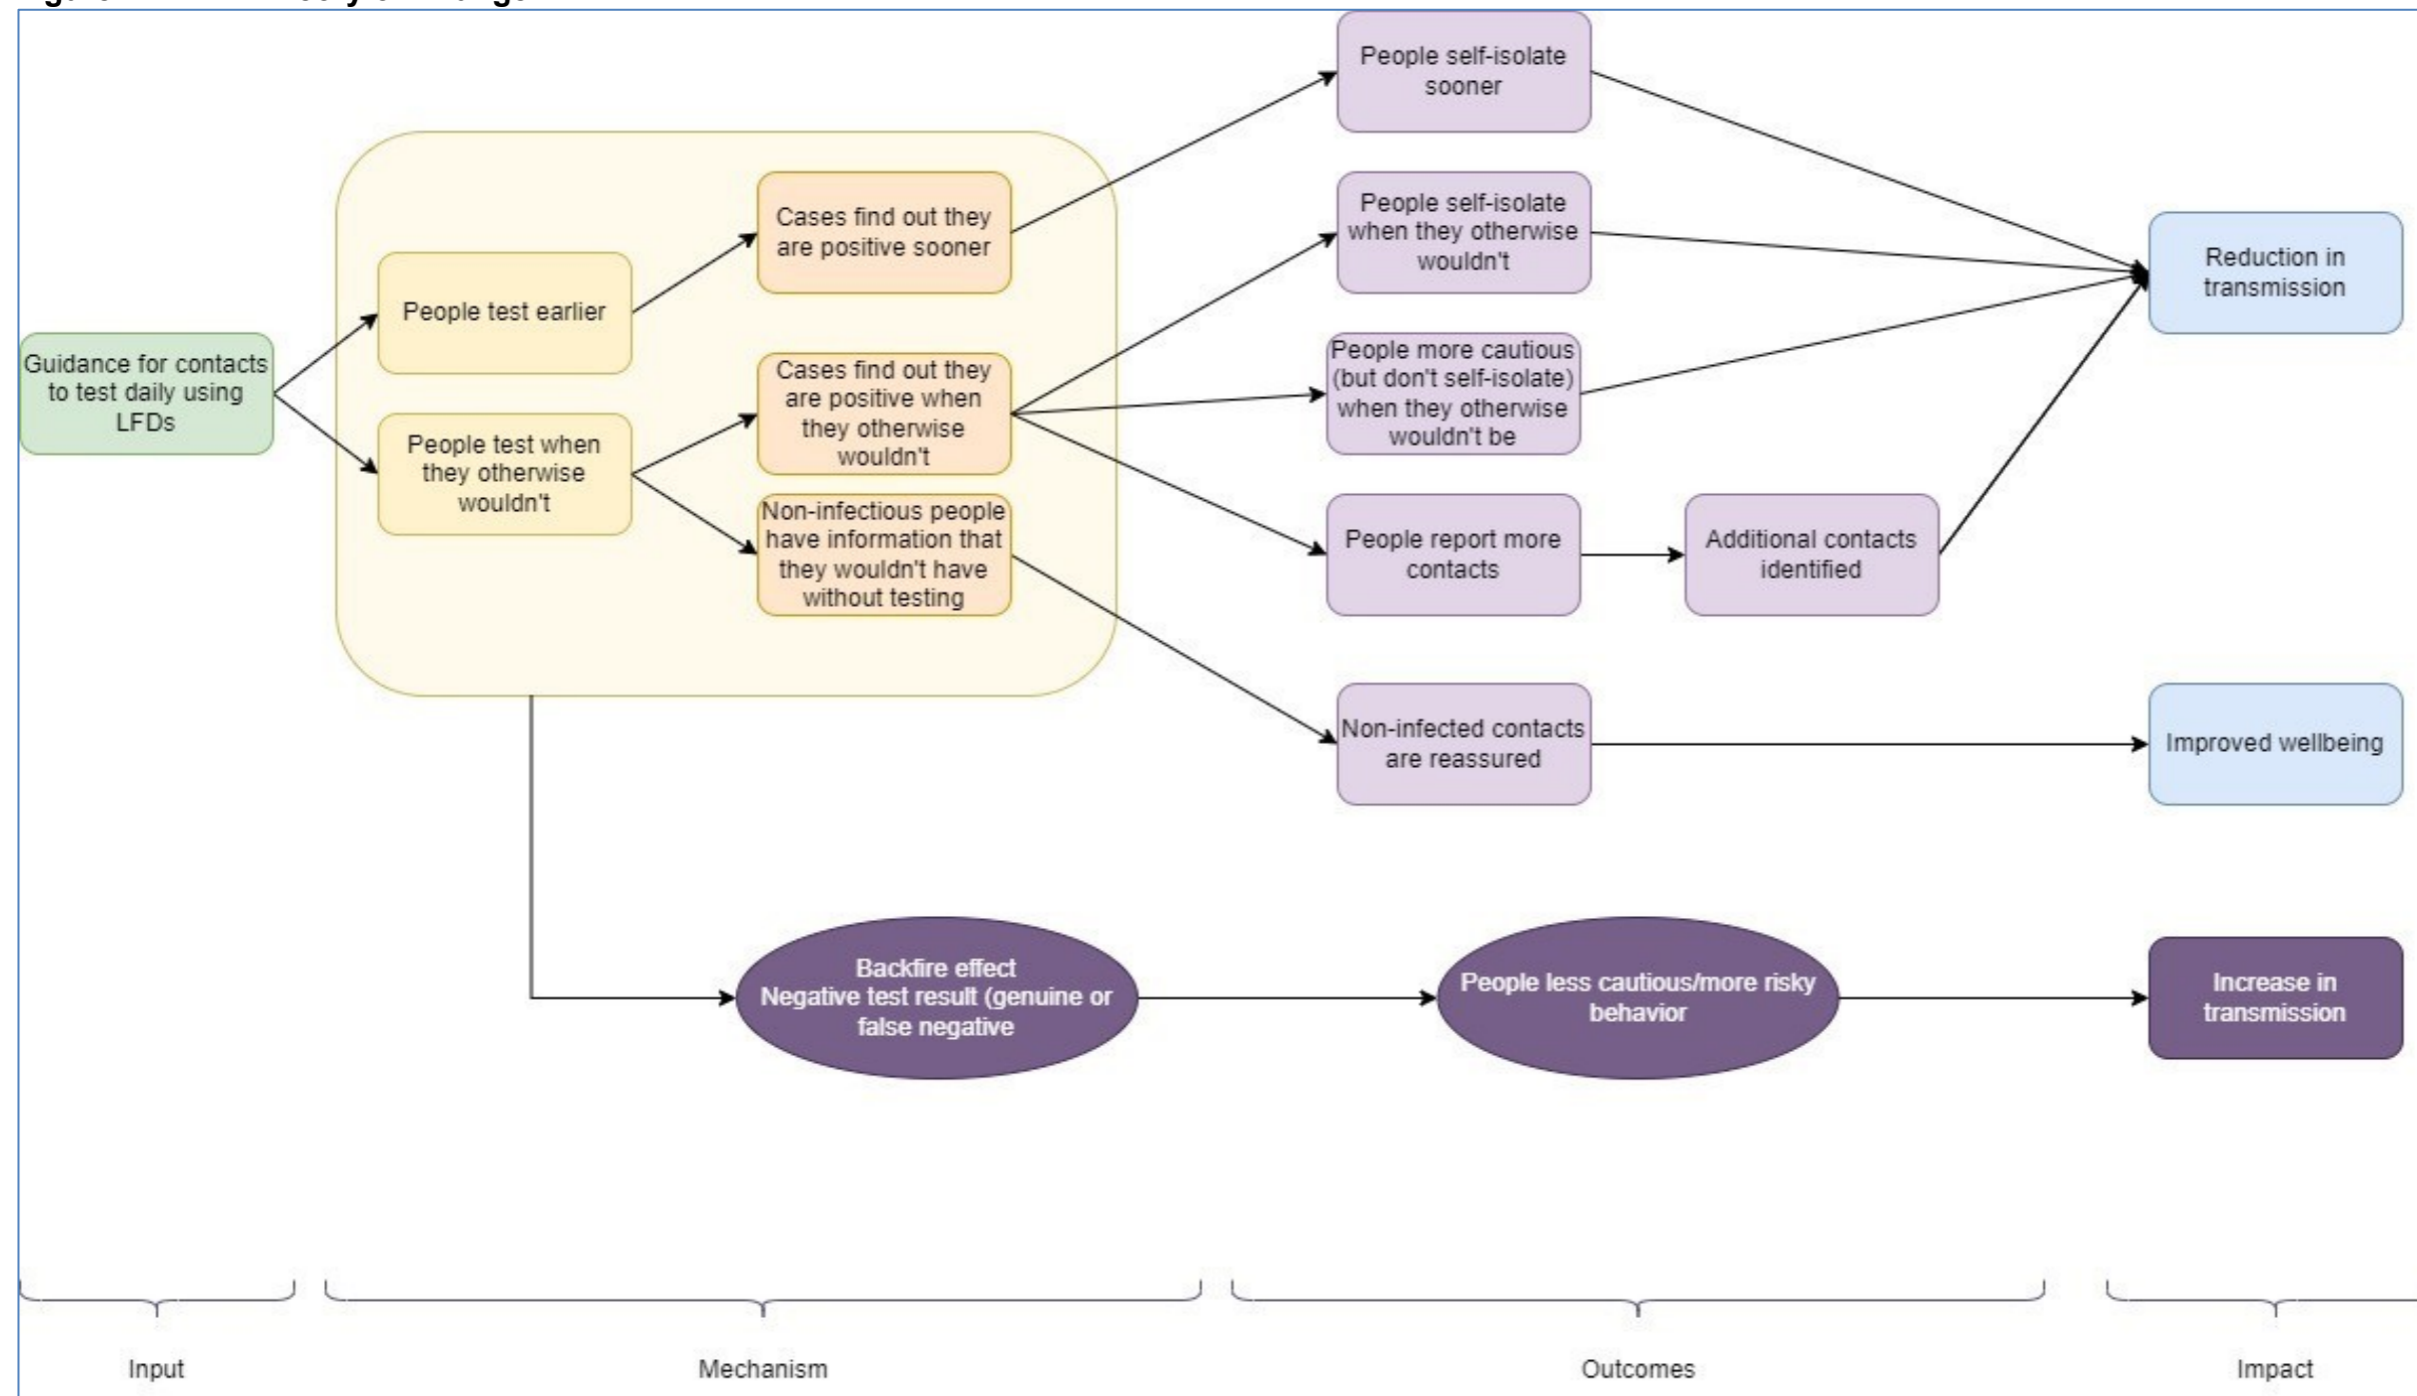 People self-isolate
sooner
Cases find out they
are positive sooner
People self-isolate
when they otherwise
wouldn't
Reduction in
transmission
People test earlier
Guidance for contacts
to test daily using
LFDs
People test when
they otherwise
wouldn't
Cases find out they
are positive when
they otherwise
wouldn't
People more cautious
(but don't self-isolate)
when they otherwise
wouldn't be
Non-infectious people
have information that
they wouldn't have
without testing
People report more
contacts
Additional contacts
identified
Non-infected contacts
are reassured
Improved wellbeing
Backfire effect
Negative test result (genuine or
false negative
People less cautious/more risky
behavior
Increase in
transmission
Input
Mechanism
Outcomes
Impact